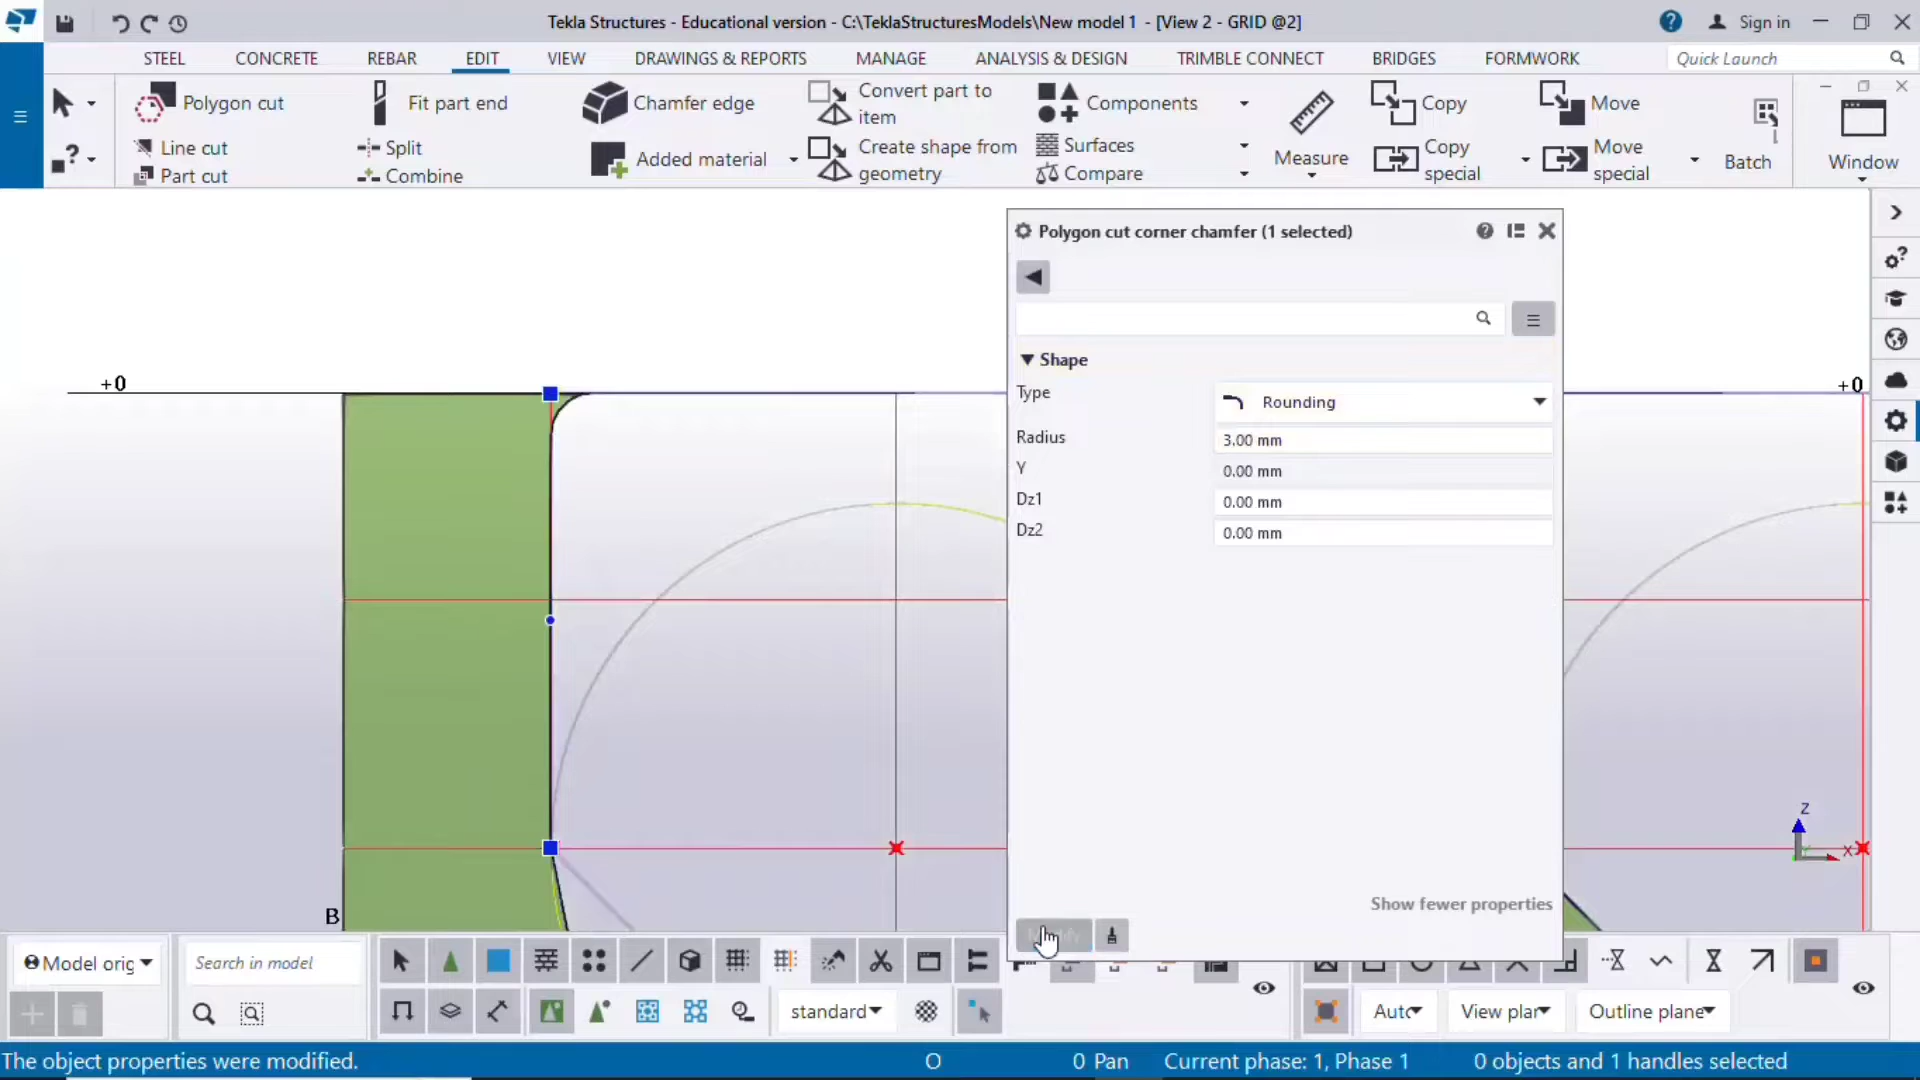 Tekla Structures - Educational version - C:\TeklaStructuresModels\New model 1 - [View 2 - GRID @2]
Sign in
STEEL
CONCRETE
REBAR
EDIT
VIEW
DRAWINGS & REPORTS
MANAGE
ANALYSIS & DESIGN
TRIMBLE CONNECT
BRIDGES
FORMWORK
Quick Launch
Polygon cut
Line cut
Part cut
Fit part end
Split
Combine
Chamfer edge
Added material
Convert part to
item
Create shape from
geometry
Components
Surfaces
Compare
Measure
Copy
Copy
special
Move
Move
special
Batch
Window
Polygon cut corner chamfer (1 selected)
Shape
Type
Rounding
Radius
3.00 mm
Y
0.00 mm
Dz1
0.00 mm
Dz2
0.00 mm
Show fewer properties
+0
+0
B
Z
X
Model orig
Search in model
standard
Auto
View plar
Outline plane
The object properties were modified.
O
0 Pan
Current phase: 1, Phase 1
0 objects and 1 handles selected